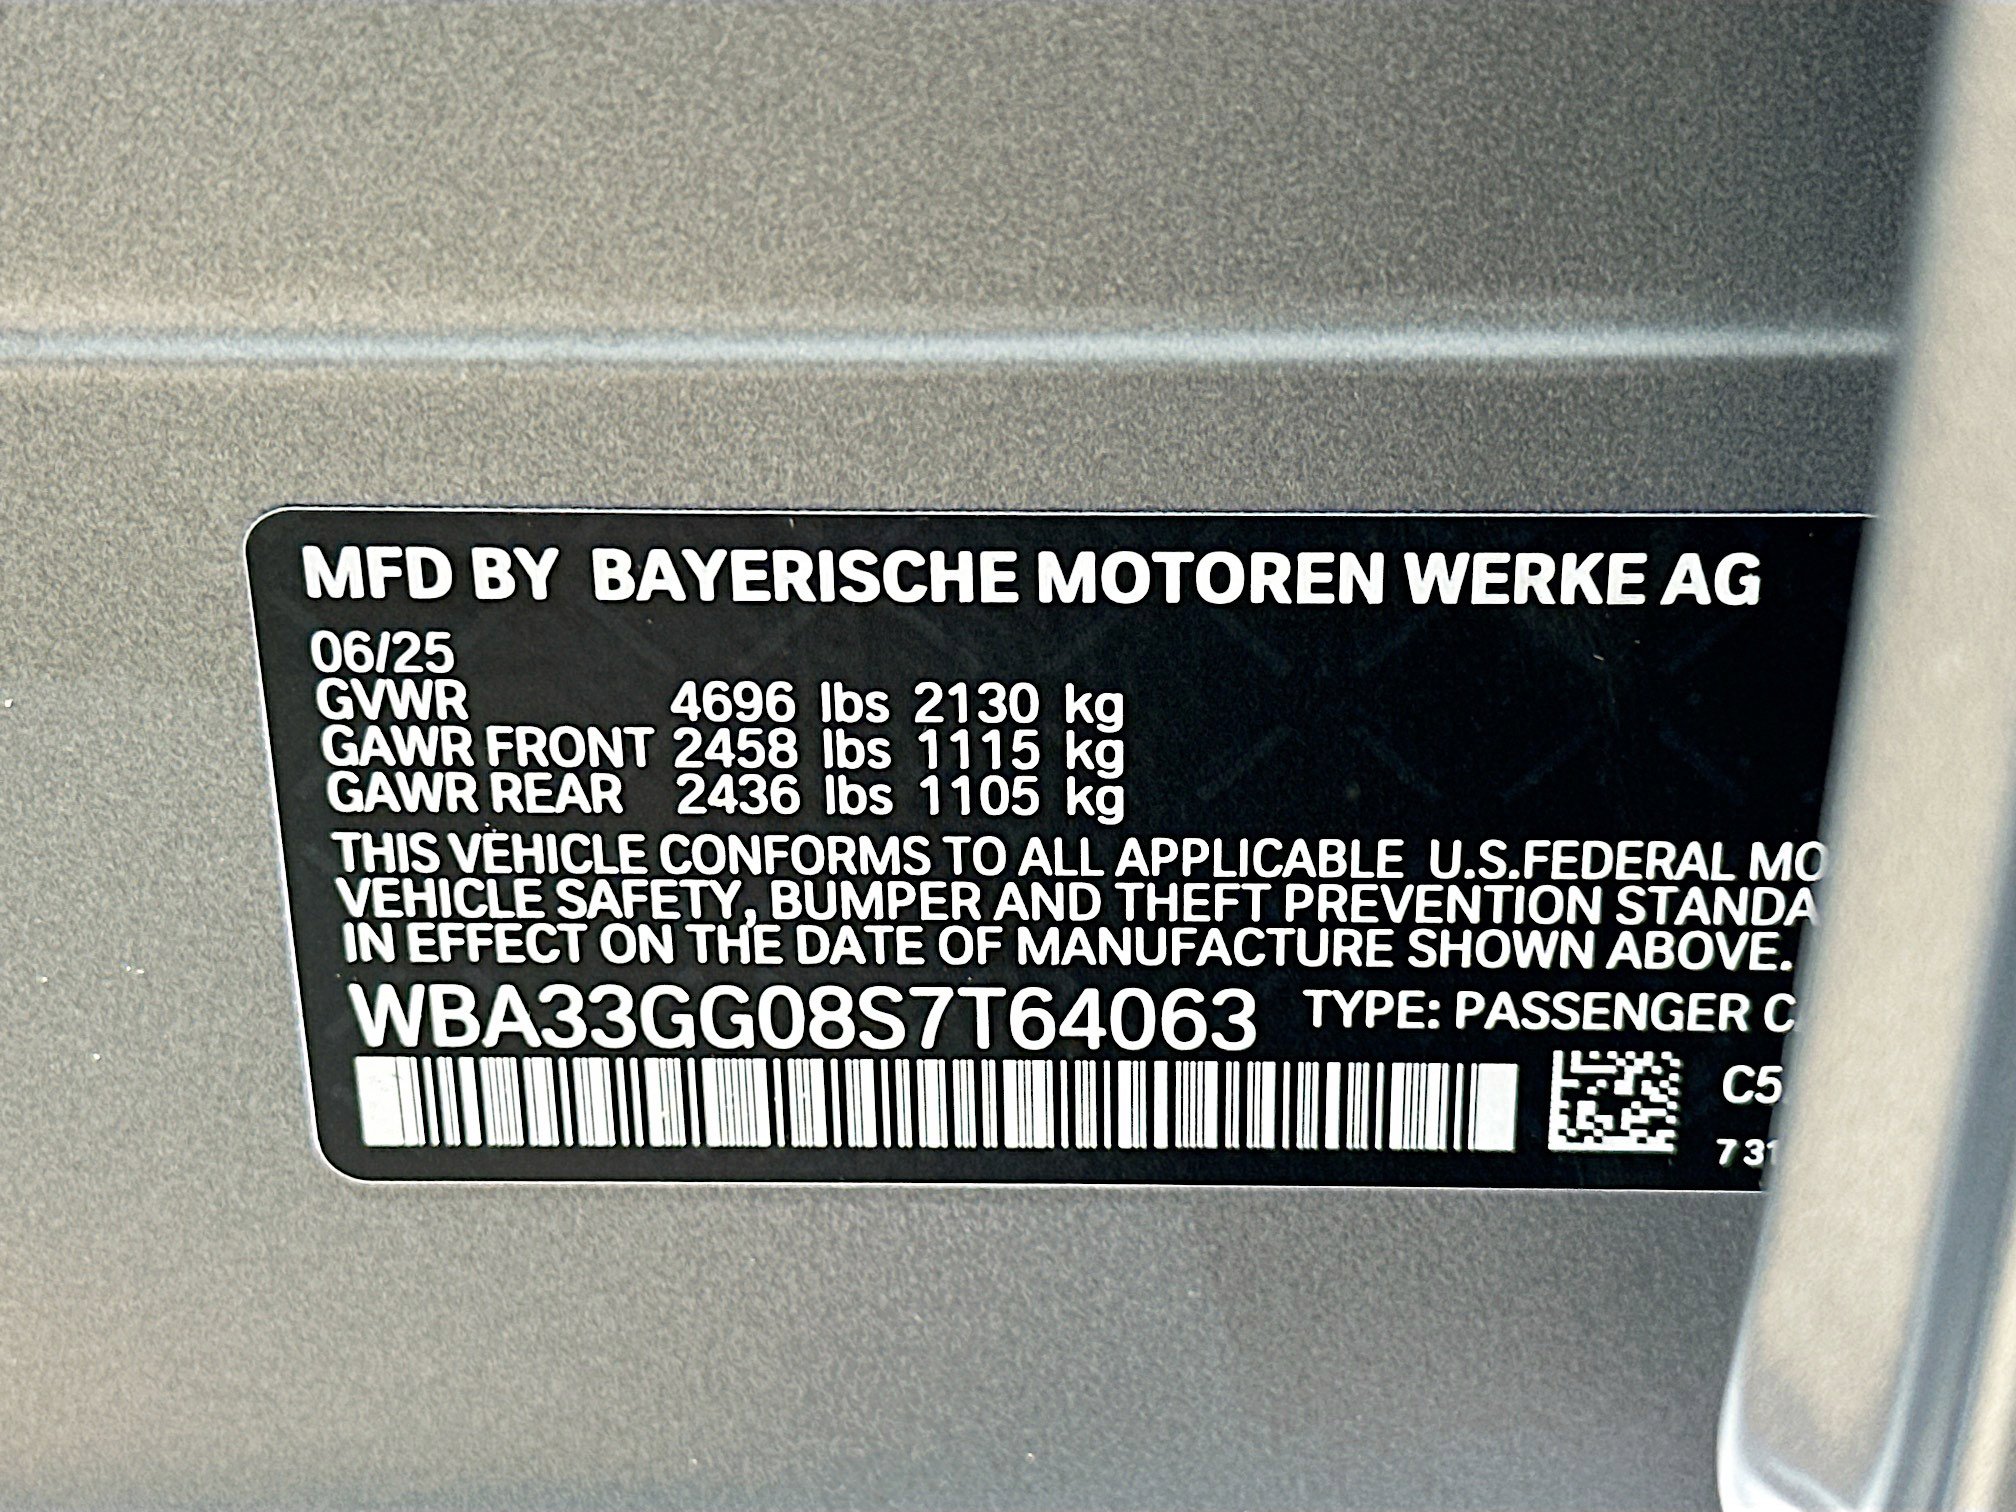 MFD BY BAYERISCHE MOTOREN WERKE AG
06/25
GVWR 4696 lbs 2130 kg
GAWR FRONT 2458 lbs 1115 kg
GAWR REAR 2436 lbs 1105 kg
THIS VEHICLE CONFORMS TO ALL APPLICABLE U.S.FEDERAL MO
VEHICLE SAFETY, BUMPER AND THEFT PREVENTION STANDA
IN EFFECT ON THE DATE OF MANUFACTURE SHOWN ABOVE.
WBA33GG08S7T64063 TYPE: PASSENGER C
C5
7 31